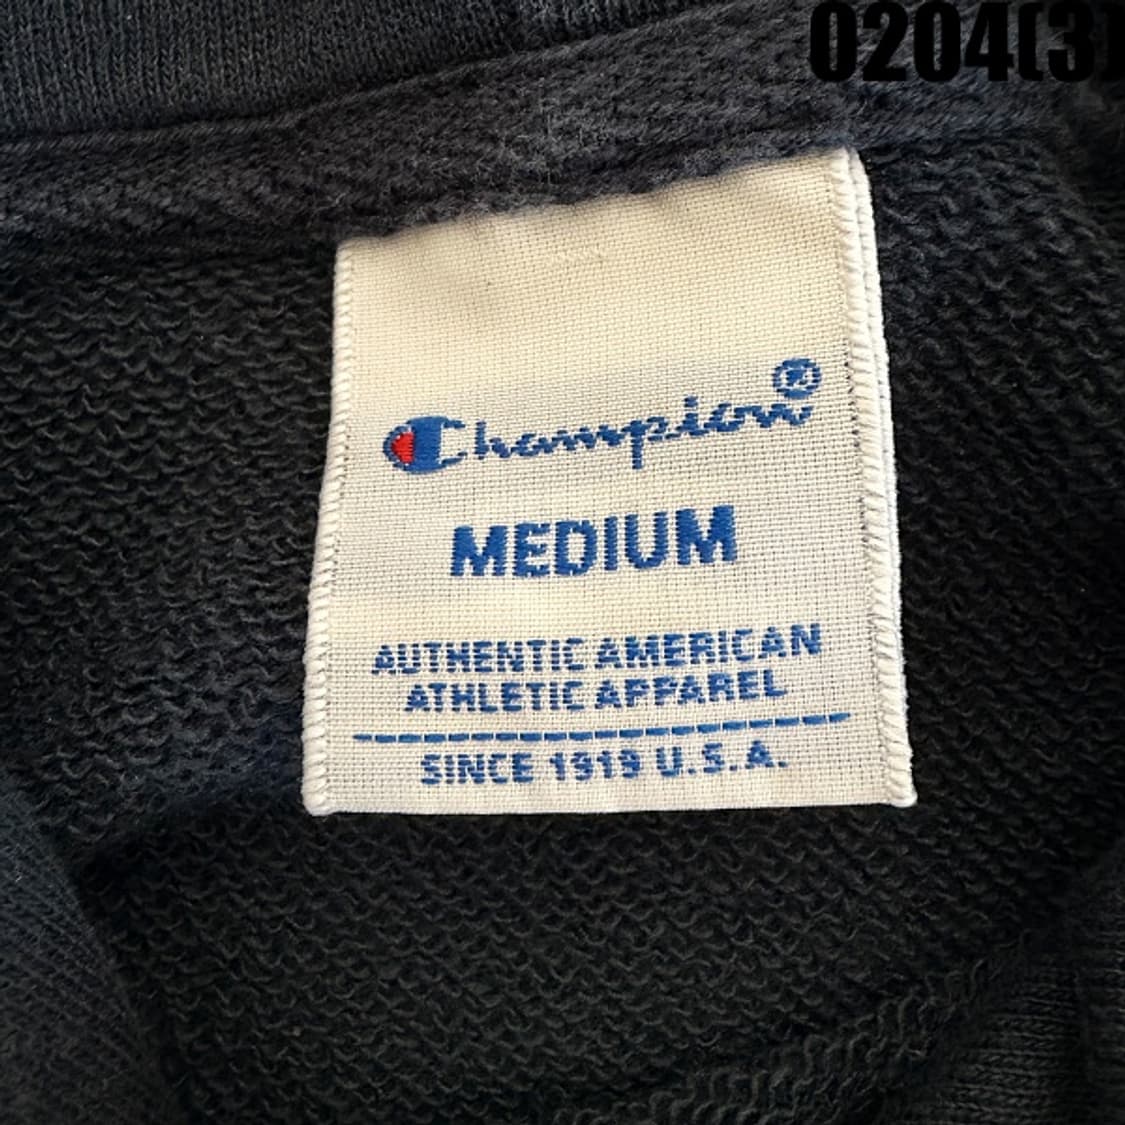 0204(3)
Champion®
MEDIUM
AUTHENTIC AMERICAN
ATHLETIC APPAREL
SINCE 1919 U.S.A.